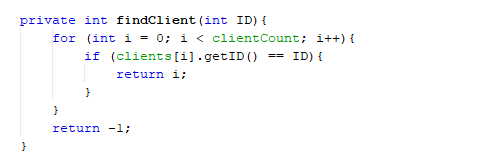 private int findClient(int ID){
    for (int i = 0; i < clientCount; i++){
        if (clients[i].getID() == ID){
            return i;
        }
    }
    return -1;
}